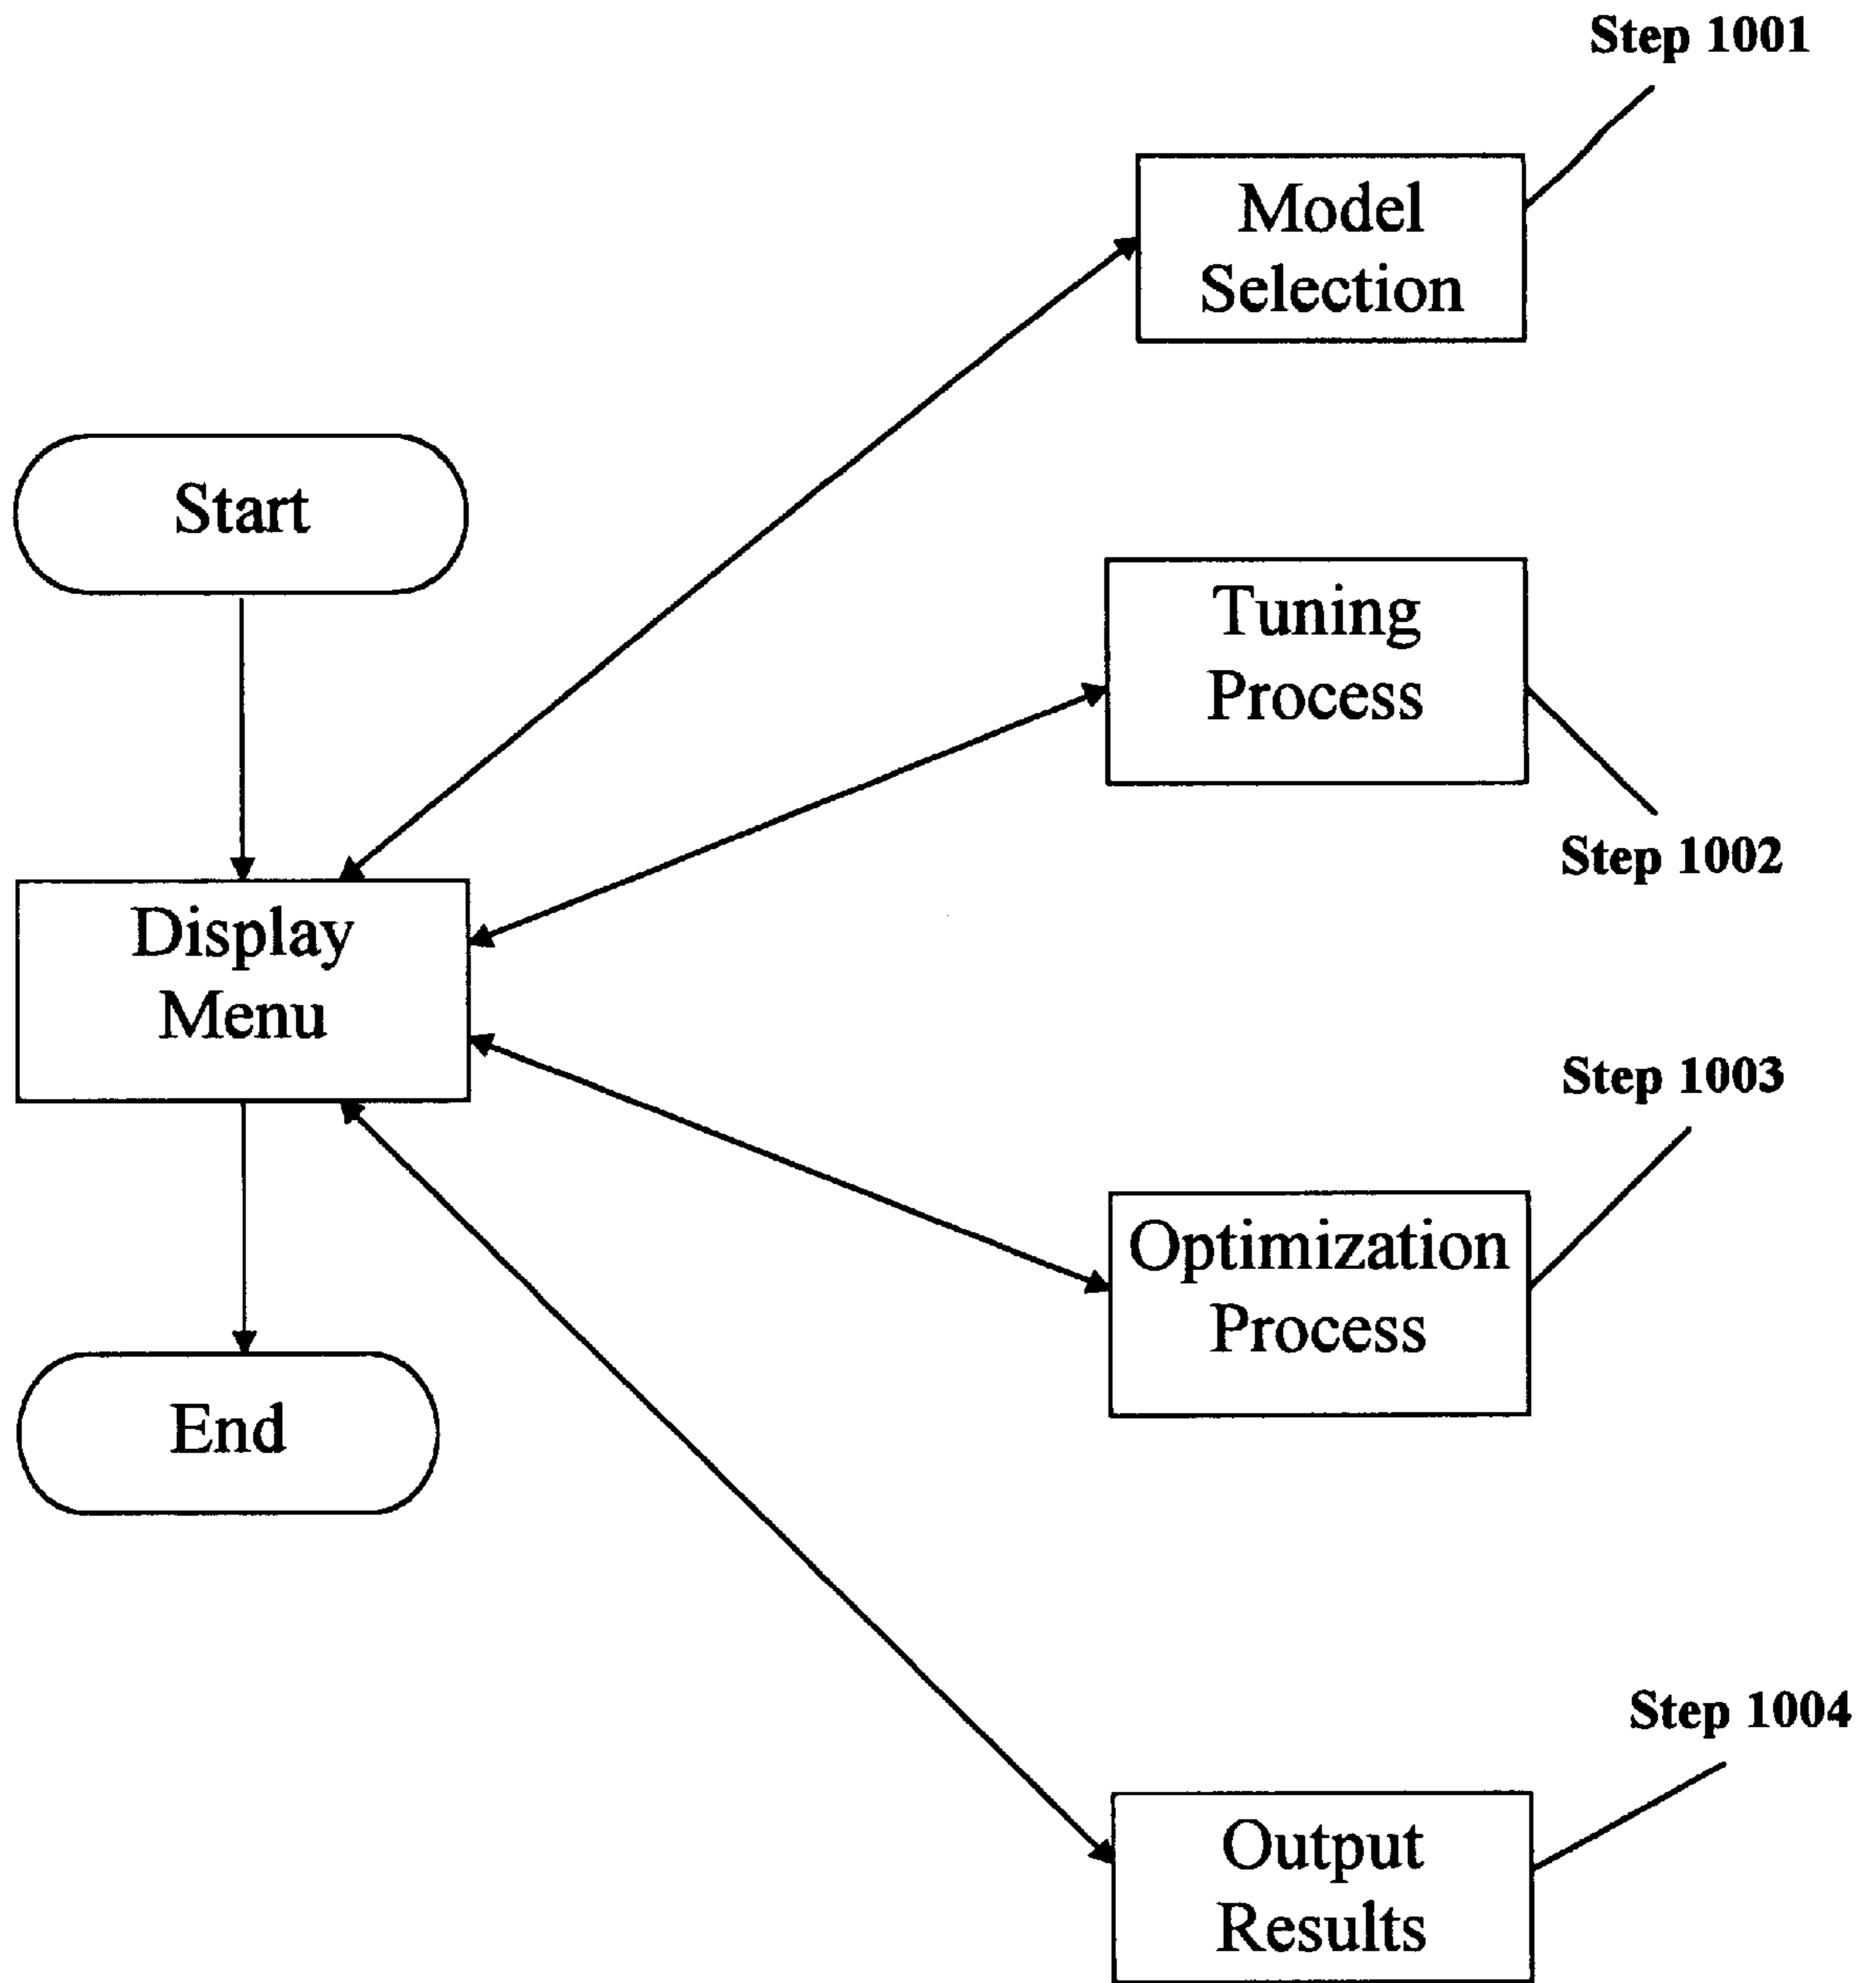 Step 1001
Model
Selection
Start
Tuning
Process
Step 1002
Display
Menu
Step 1003
Optimization
Process
End
Step 1004
Output
Results